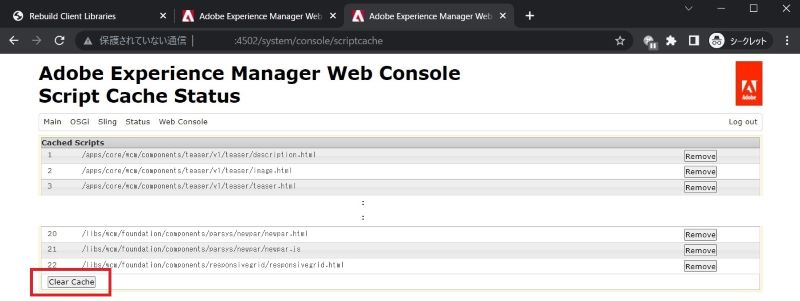 Rebuild Client Libraries
Adobe Experience Manager Web
Adobe Experience Manager Web
保護されていない通信 :4502/system/console/scriptcache
シークレット
Adobe Experience Manager Web Console
Script Cache Status
Adobe
Main OSGi Sling Status Web Console Log out
Cached Scripts
1 /apps/core/wcm/components/teaser/v1/teaser/description.html Remove
2 /apps/core/wcm/components/teaser/v1/teaser/image.html Remove
3 /apps/core/wcm/components/teaser/v1/teaser/teaser.html Remove
:
:
20 /libs/wcm/foundation/components/parsys/newpar/newpar.html Remove
21 /libs/wcm/foundation/components/parsys/newpar/newpar.js Remove
22 /libs/wcm/foundation/components/responsivegrid/responsivegrid.html Remove
Clear Cache